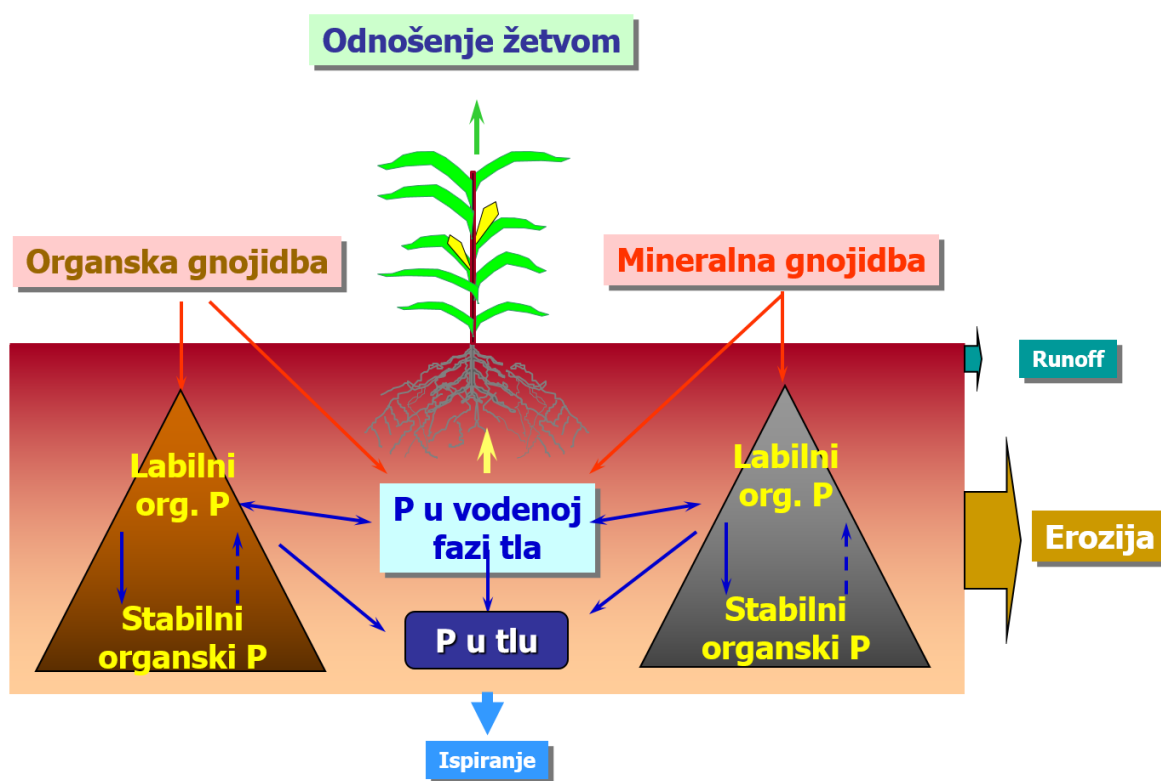 Odnošenje žetvom
Organska gnojidba
Mineralna gnojidba
Runoff
Labilni
org. P
P u vodenoj
fazi tla
Labilni
org. P
Erozija
Stabilni
organski P
P u tlu
Stabilni
organski P
Ispiranje